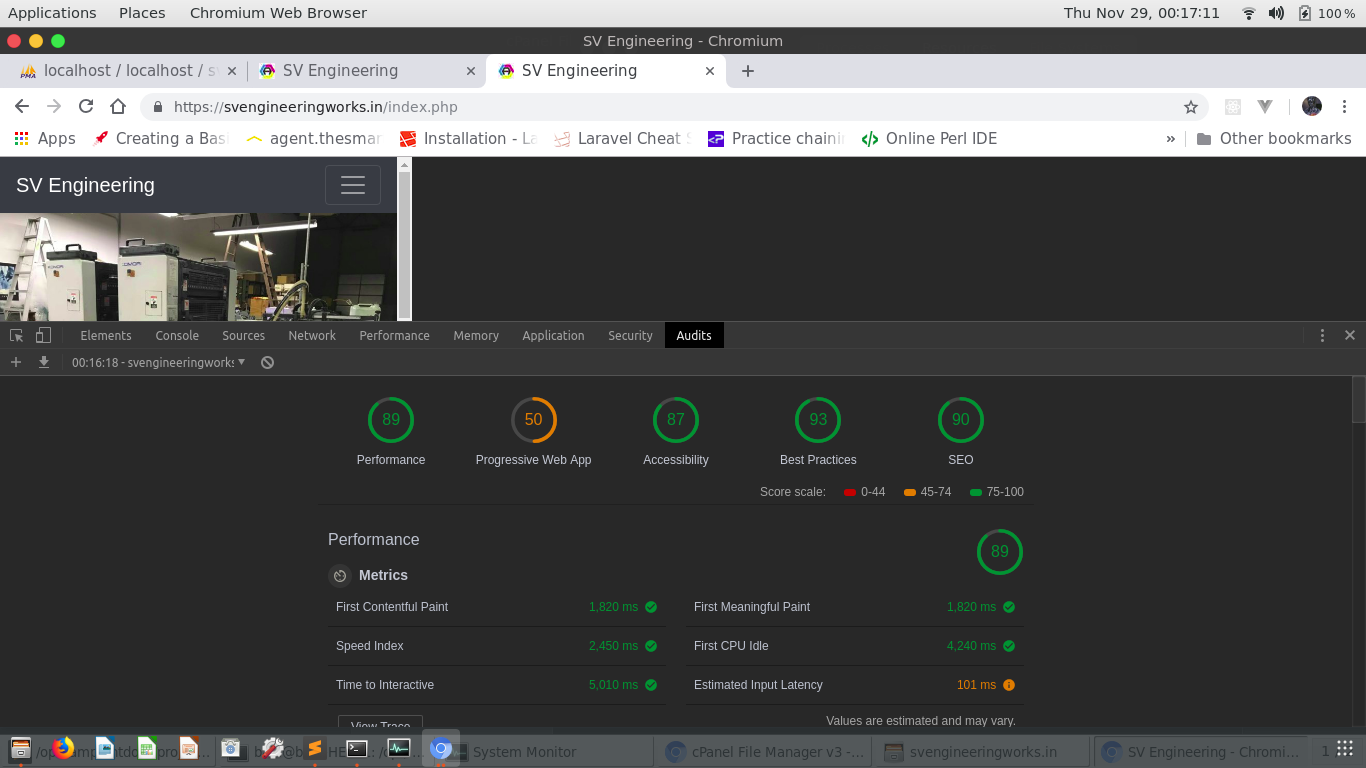 Applications Places Chromium Web Browser Thu Nov 29, 00:17:11 100 %
SV Engineering - Chromium
localhost / localhost / s SV Engineering SV Engineering
https://svengineeringworks.in/index.php
Apps Creating a Basi agent.thesmar Installation - La Laravel Cheat S Practice chainin Online Perl IDE » Other bookmarks
SV Engineering
Elements Console Sources Network Performance Memory Application Security Audits
00:16:18 - svengineeringworks
89 50 87 93 90
Performance Progressive Web App Accessibility Best Practices SEO
Score scale: 0-44 45-74 75-100
Performance 89
Metrics
First Contentful Paint 1,820 ms First Meaningful Paint 1,820 ms
Speed Index 2,450 ms First CPU Idle 4,240 ms
Time to Interactive 5,010 ms Estimated Input Latency 101 ms
View Trace Values are estimated and may vary.
System Monitor cPanel File Manager v3 -... svengineeringworks.in SV Engineering - Chromi... 1